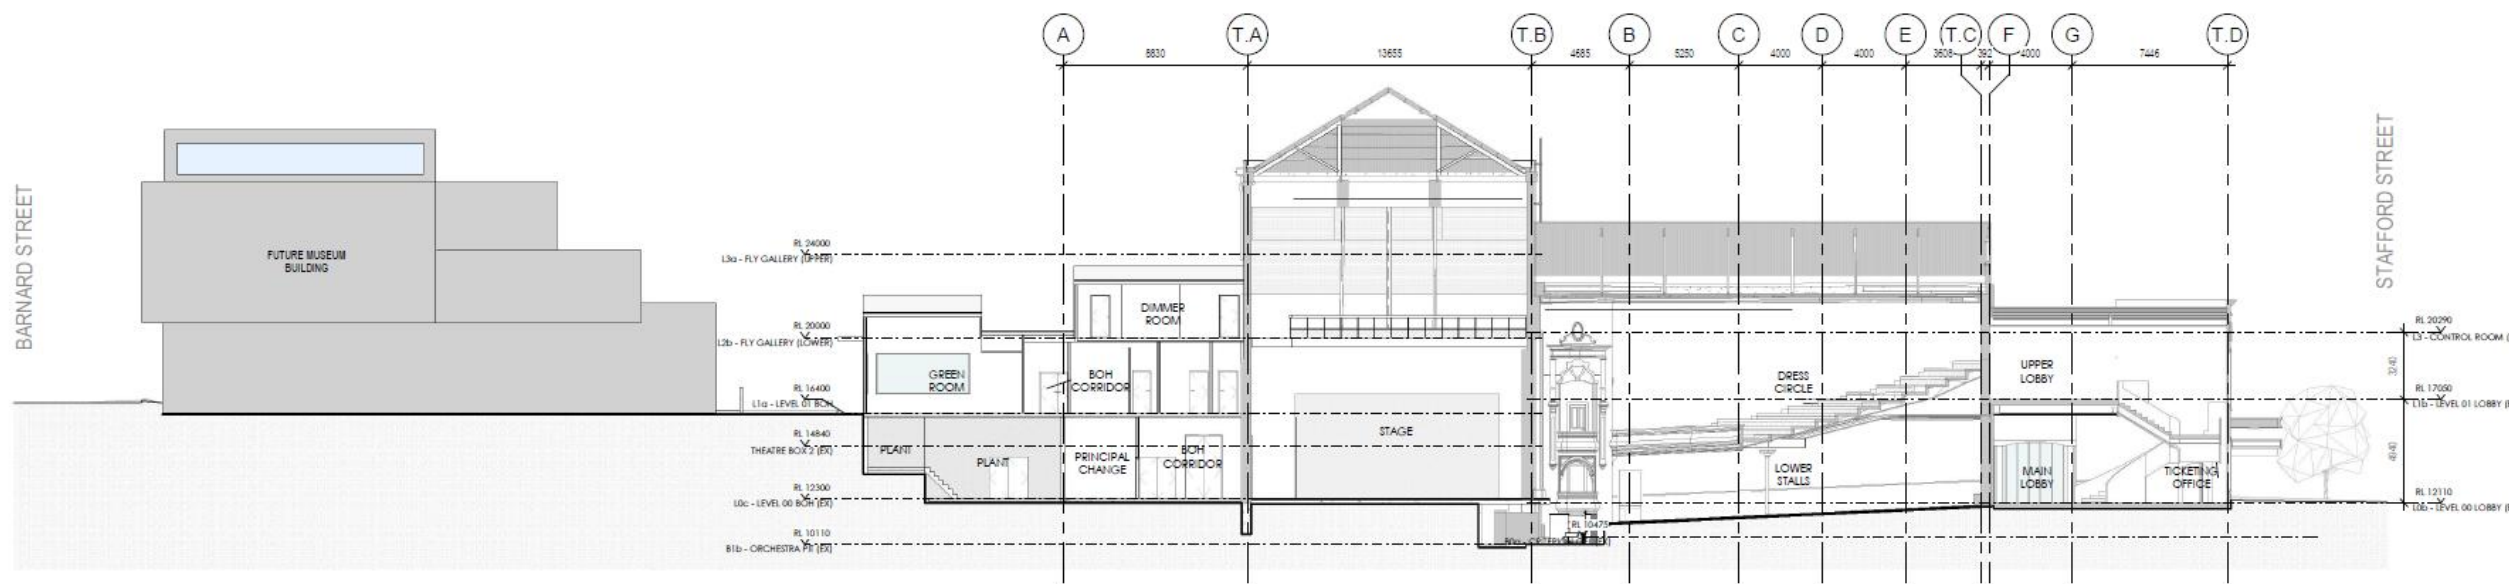 A
T.A
T.B
B
C
D
E
T.C
F
G
T.D
8830
13655
4685
5250
4000
4000
3608
392
4000
7446
BARNARD STREET
STAFFORD STREET
FUTURE MUSEUM
BUILDING
RL 24000
L3a - FLY GALLERY (UPPER)
RL 20000
L2b - FLY GALLERY (LOWER)
RL 16400
L1a - LEVEL 01 BOH
RL 14840
THEATRE BOX 2 (EX)
RL 12300
L0c - LEVEL 00 BOH (EX)
RL 10110
B1b - ORCHESTRA PIT (EX)
DIMMER
ROOM
GREEN
ROOM
BOH
CORRIDOR
PLANT
PLANT
PRINCIPAL
CHANGE
BOH
CORRIDOR
STAGE
RL 10475
DRESS
CIRCLE
LOWER
STALLS
UPPER
LOBBY
MAIN
LOBBY
TICKETING
OFFICE
RL 20290
L3 - CONTROL ROOM (
3240
RL 17050
L1b - LEVEL 01 LOBBY (
4940
RL 12110
L0b - LEVEL 00 LOBBY (